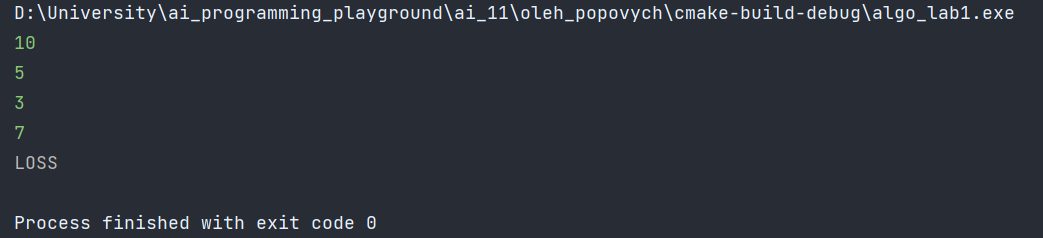 D:\University\ai_programming_playground\ai_11\oleh_popovych\cmake-build-debug\algo_lab1.exe
10
5
3
7
LOSS
Process finished with exit code 0